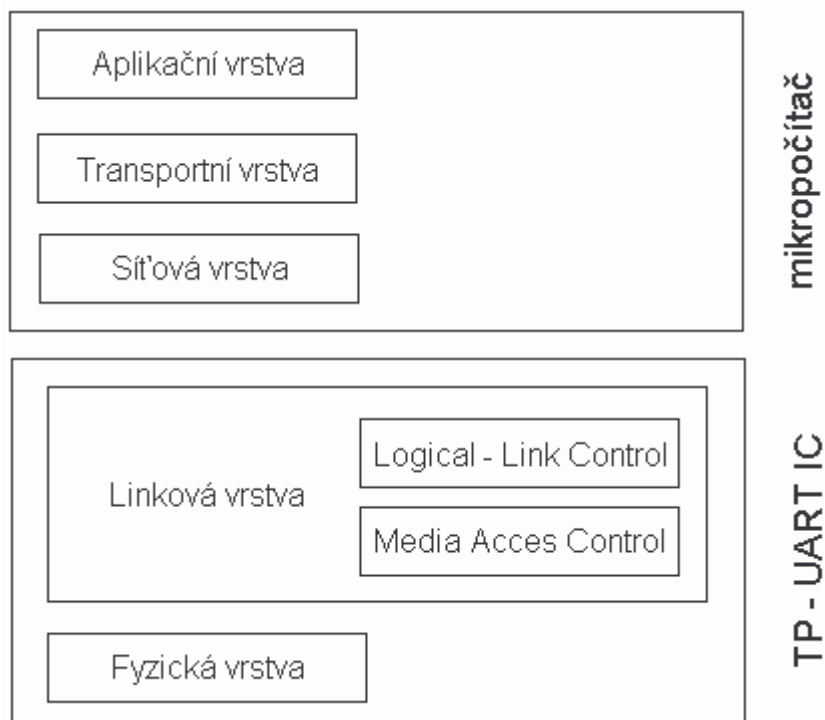 Aplikační vrstva
Transportní vrstva
Síťová vrstva
mikropočítač
Linková vrstva
Logical - Link Control
Media Acces Control
Fyzická vrstva
TP - UART IC